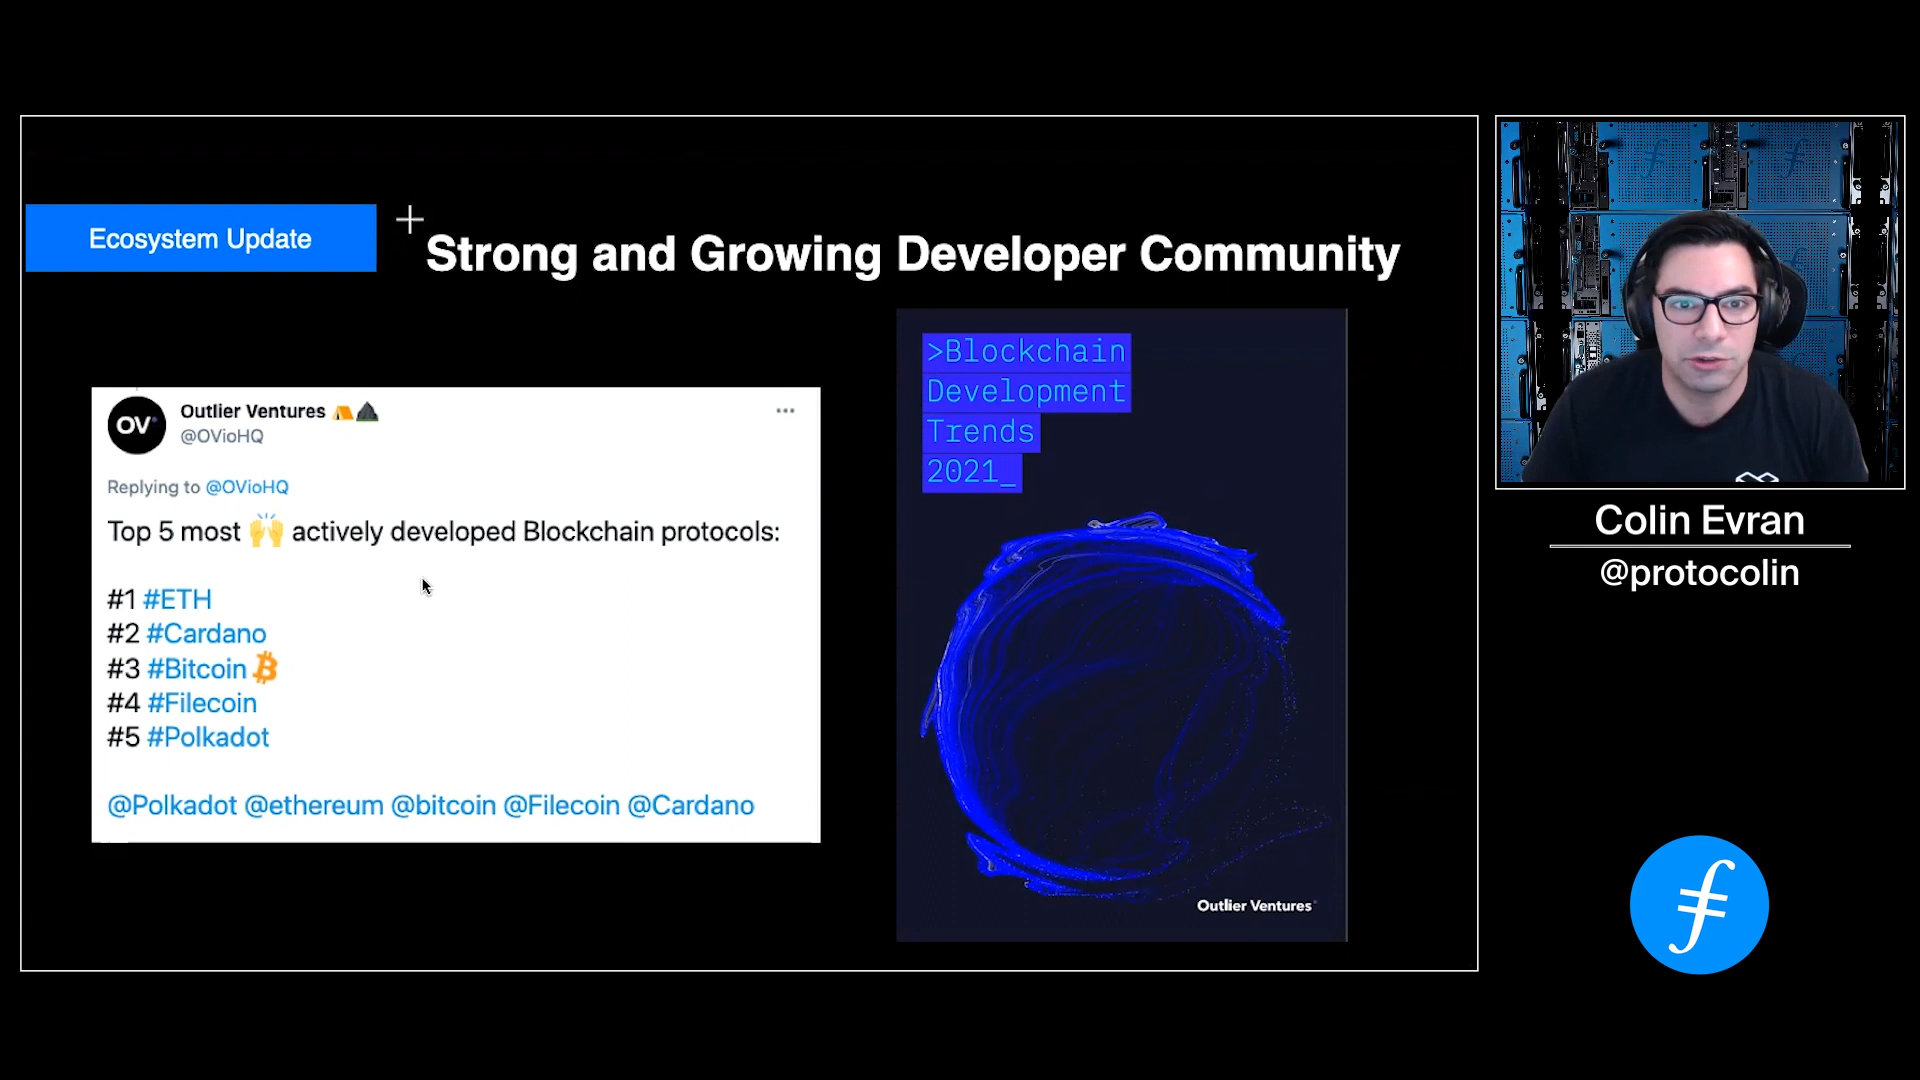 Ecosystem Update
Strong and Growing Developer Community
OV
Outlier Ventures
@OVioHQ
Replying to @OVioHQ
Top 5 most 🙌 actively developed Blockchain protocols:
#1 #ETH
#2 #Cardano
#3 #Bitcoin
#4 #Filecoin
#5 #Polkadot
@Polkadot @ethereum @bitcoin @Filecoin @Cardano
>Blockchain
Development
Trends
2021_
Outlier Ventures
Colin Evran
@protocolin